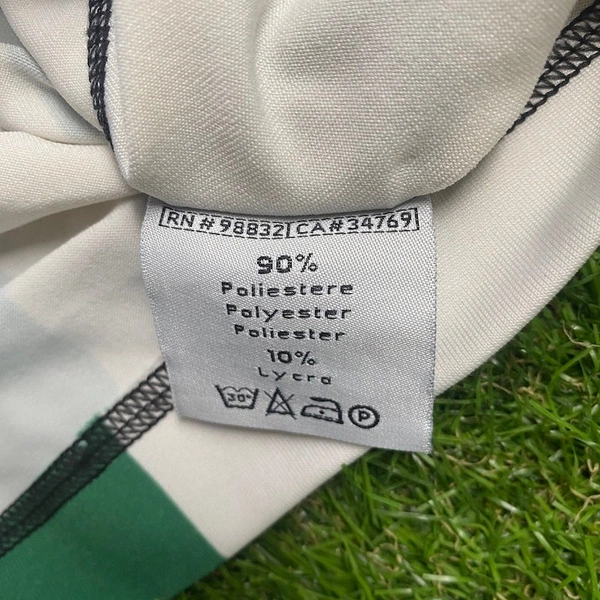 RN#98832 CA#34769
90%
Poliestere
Polyester
Poliester
10%
Lycra
30°
P